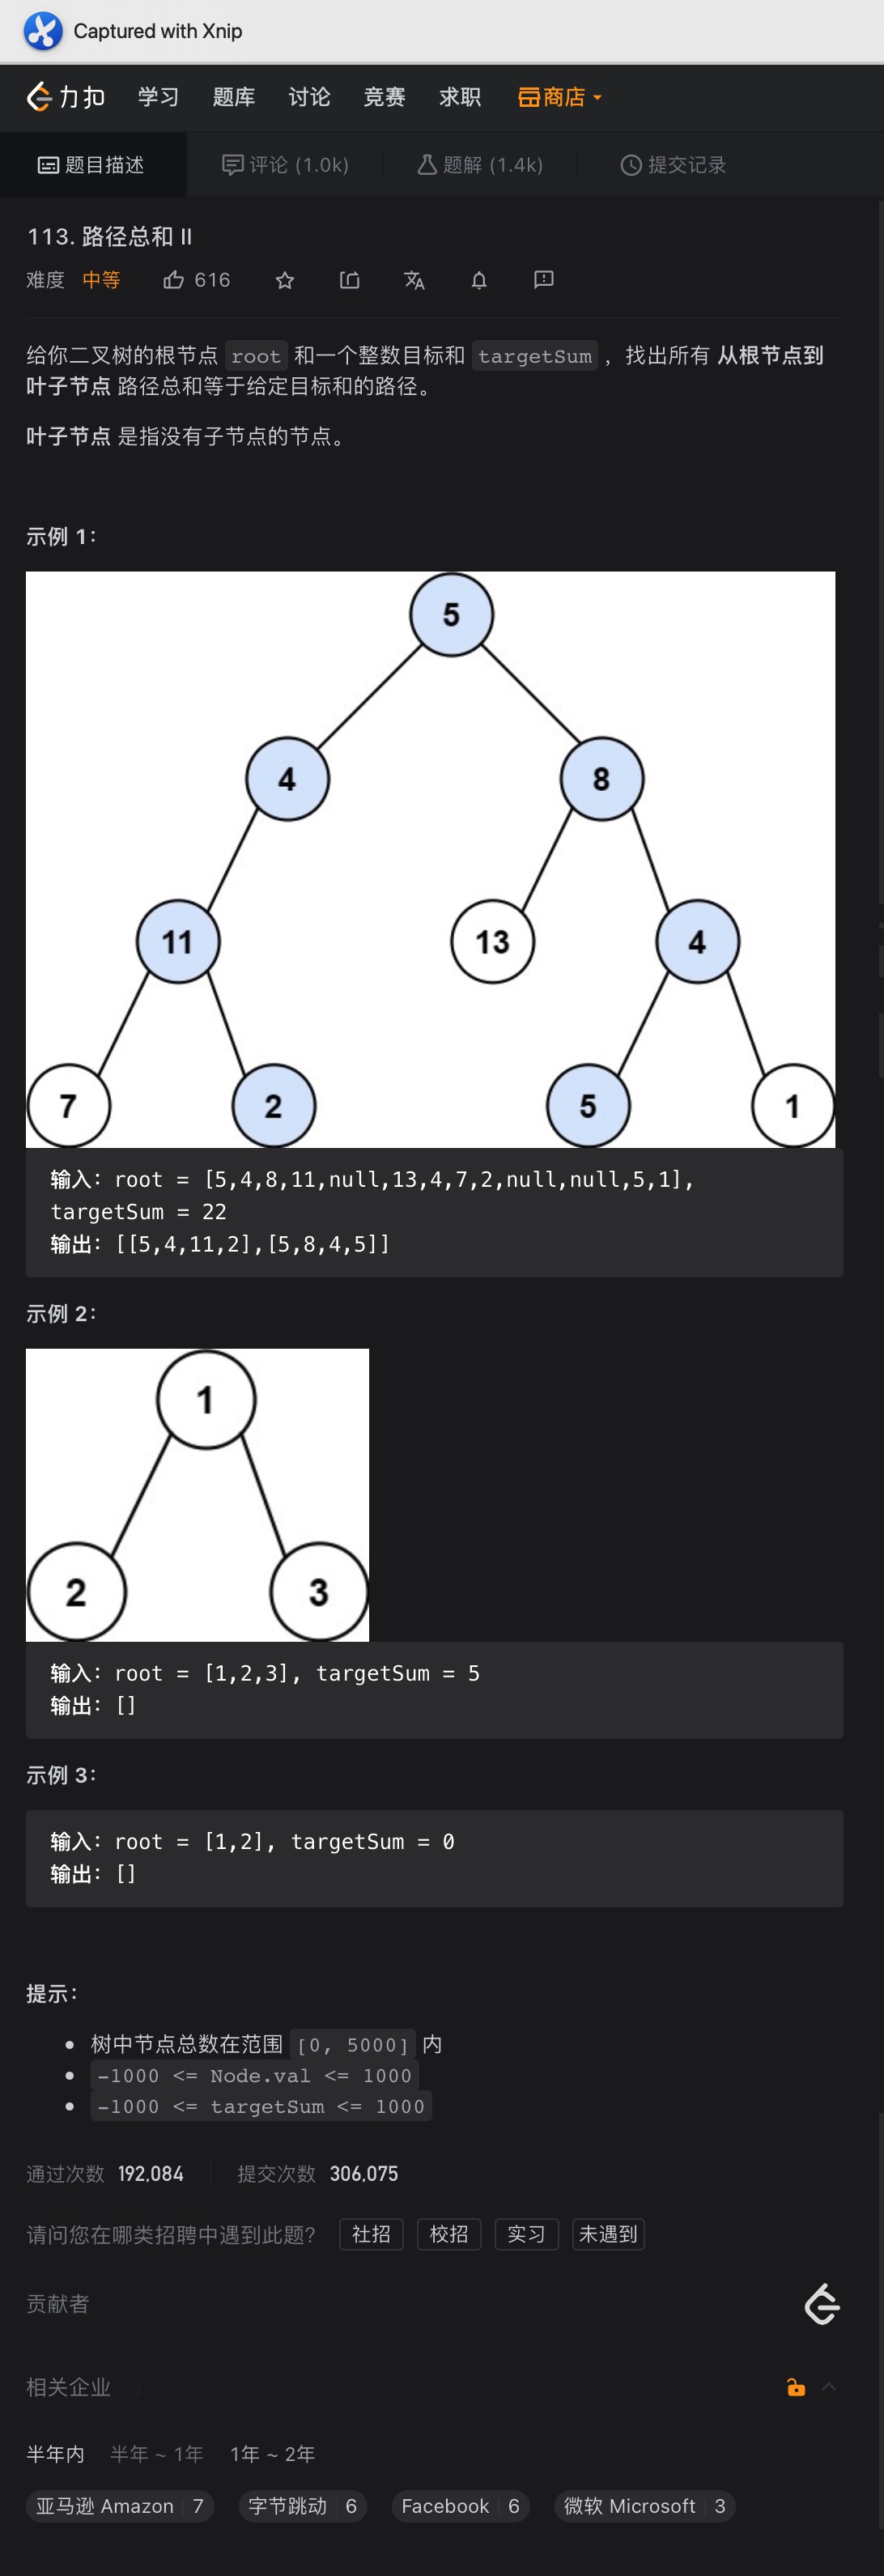 Captured with Xnip
力扣 学习 题库 讨论 竞赛 求职 商店
题目描述 评论 (1.0k) 题解 (1.4k) 提交记录
113. 路径总和 II
难度 中等 616
给你二叉树的根节点 root 和一个整数目标和 targetSum ，找出所有 从根节点到
叶子节点 路径总和等于给定目标和的路径。
叶子节点 是指没有子节点的节点。
示例 1：
5
4 8
11 13 4
7 2 5 1
输入：root = [5,4,8,11,null,13,4,7,2,null,null,5,1],
targetSum = 22
输出：[[5,4,11,2],[5,8,4,5]]
示例 2：
1
2 3
输入：root = [1,2,3], targetSum = 5
输出：[]
示例 3：
输入：root = [1,2], targetSum = 0
输出：[]
提示：
• 树中节点总数在范围 [0, 5000] 内
• -1000 <= Node.val <= 1000
• -1000 <= targetSum <= 1000
通过次数 192,084 提交次数 306,075
请问您在哪类招聘中遇到此题？ 社招 校招 实习 未遇到
贡献者
相关企业
半年内 半年 ~ 1年 1年 ~ 2年
亚马逊 Amazon 7 字节跳动 6 Facebook 6 微软 Microsoft 3